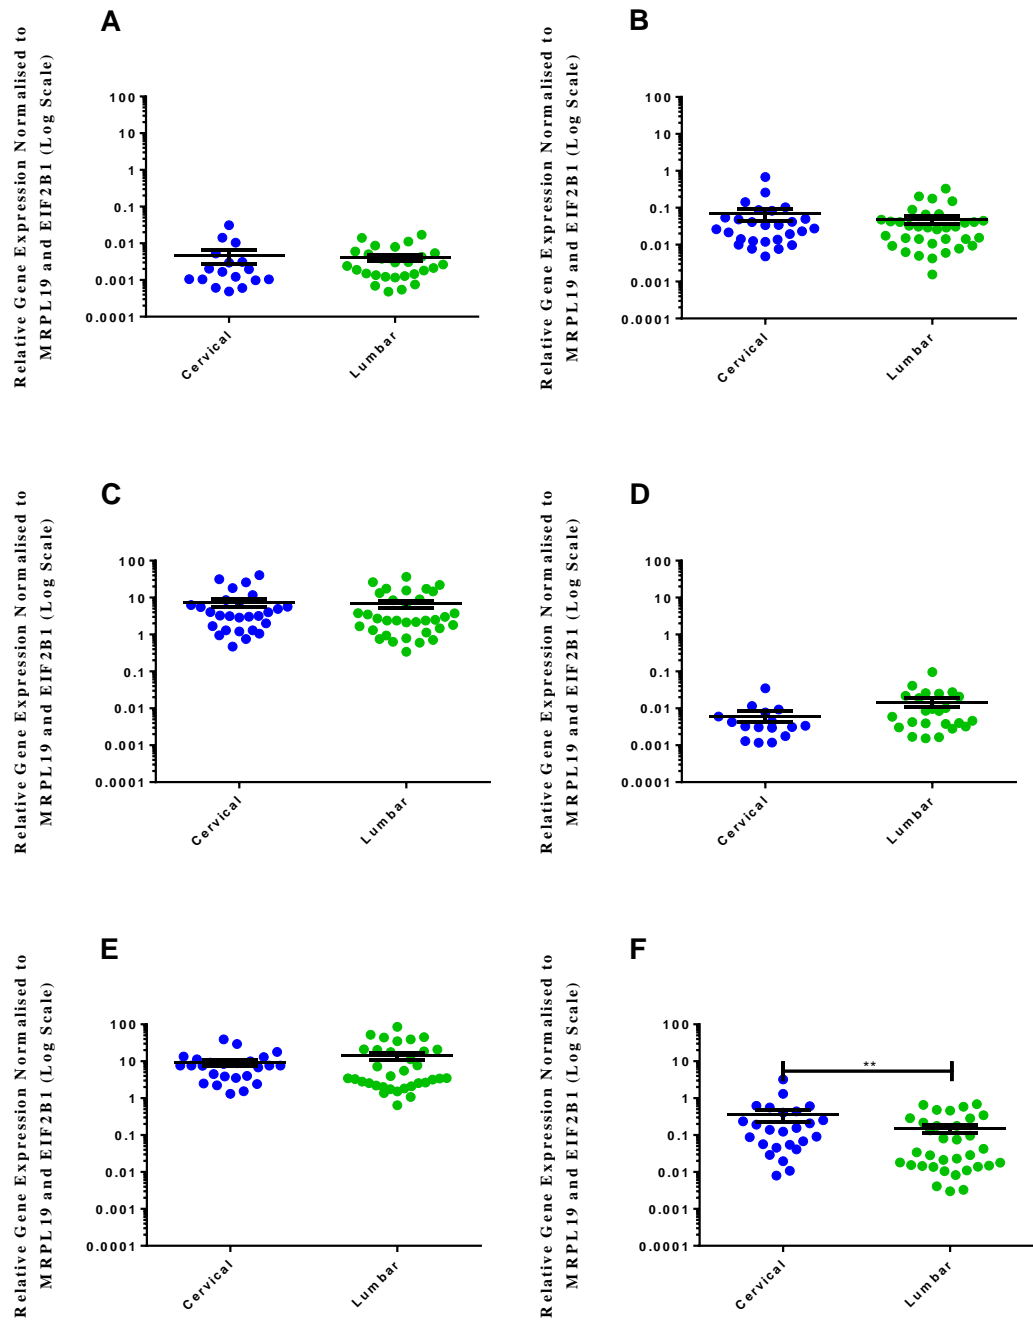 A
Relative Gene Expression Normalised to
MRPL19 and EIF2B1 (Log Scale)
100
10
1
0.1
0.01
0.001
0.0001
Cervical
Lumbar
B
Relative Gene Expression Normalised to
MRPL19 and EIF2B1 (Log Scale)
100
10
1
0.1
0.01
0.001
0.0001
Cervical
Lumbar
C
Relative Gene Expression Normalised to
MRPL19 and EIF2B1 (Log Scale)
100
10
1
0.1
0.01
0.001
0.0001
Cervical
Lumbar
D
Relative Gene Expression Normalised to
MRPL19 and EIF2B1 (Log Scale)
100
10
1
0.1
0.01
0.001
0.0001
Cervical
Lumbar
E
Relative Gene Expression Normalised to
MRPL19 and EIF2B1 (Log Scale)
100
10
1
0.1
0.01
0.001
0.0001
Cervical
Lumbar
F
Relative Gene Expression Normalised to
MRPL19 and EIF2B1 (Log Scale)
100
10
1
0.1
0.01
0.001
0.0001
**
Cervical
Lumbar